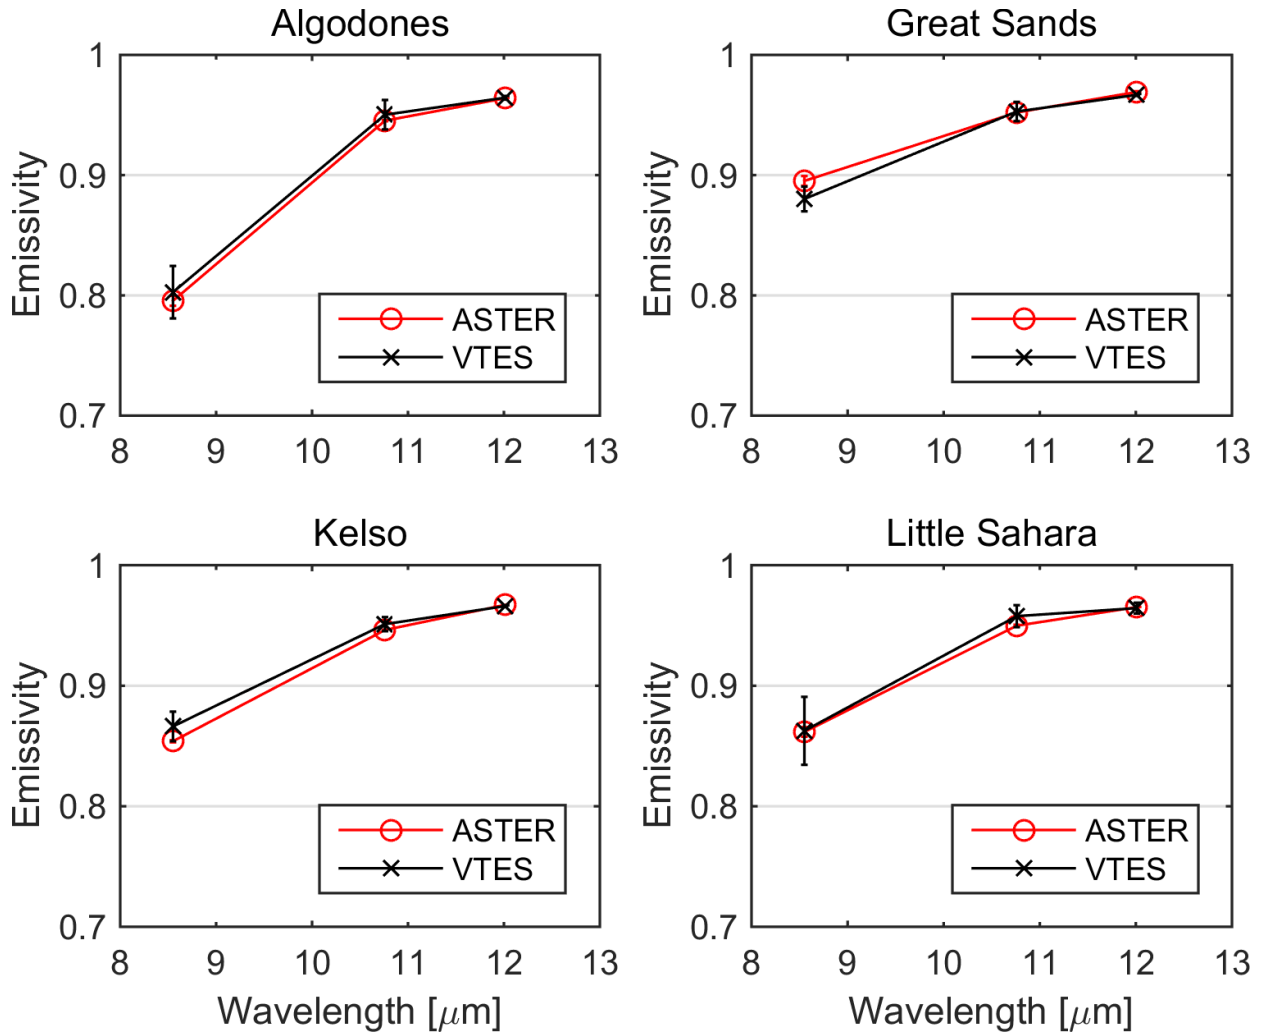 Algodones
1
0.9
0.8
0.7
Emissivity
ASTER
VTES
8 9 10 11 12 13
Great Sands
1
0.9
0.8
0.7
Emissivity
ASTER
VTES
8 9 10 11 12 13
Kelso
1
0.9
0.8
0.7
Emissivity
ASTER
VTES
8 9 10 11 12 13
Wavelength [μm]
Little Sahara
1
0.9
0.8
0.7
Emissivity
ASTER
VTES
8 9 10 11 12 13
Wavelength [μm]